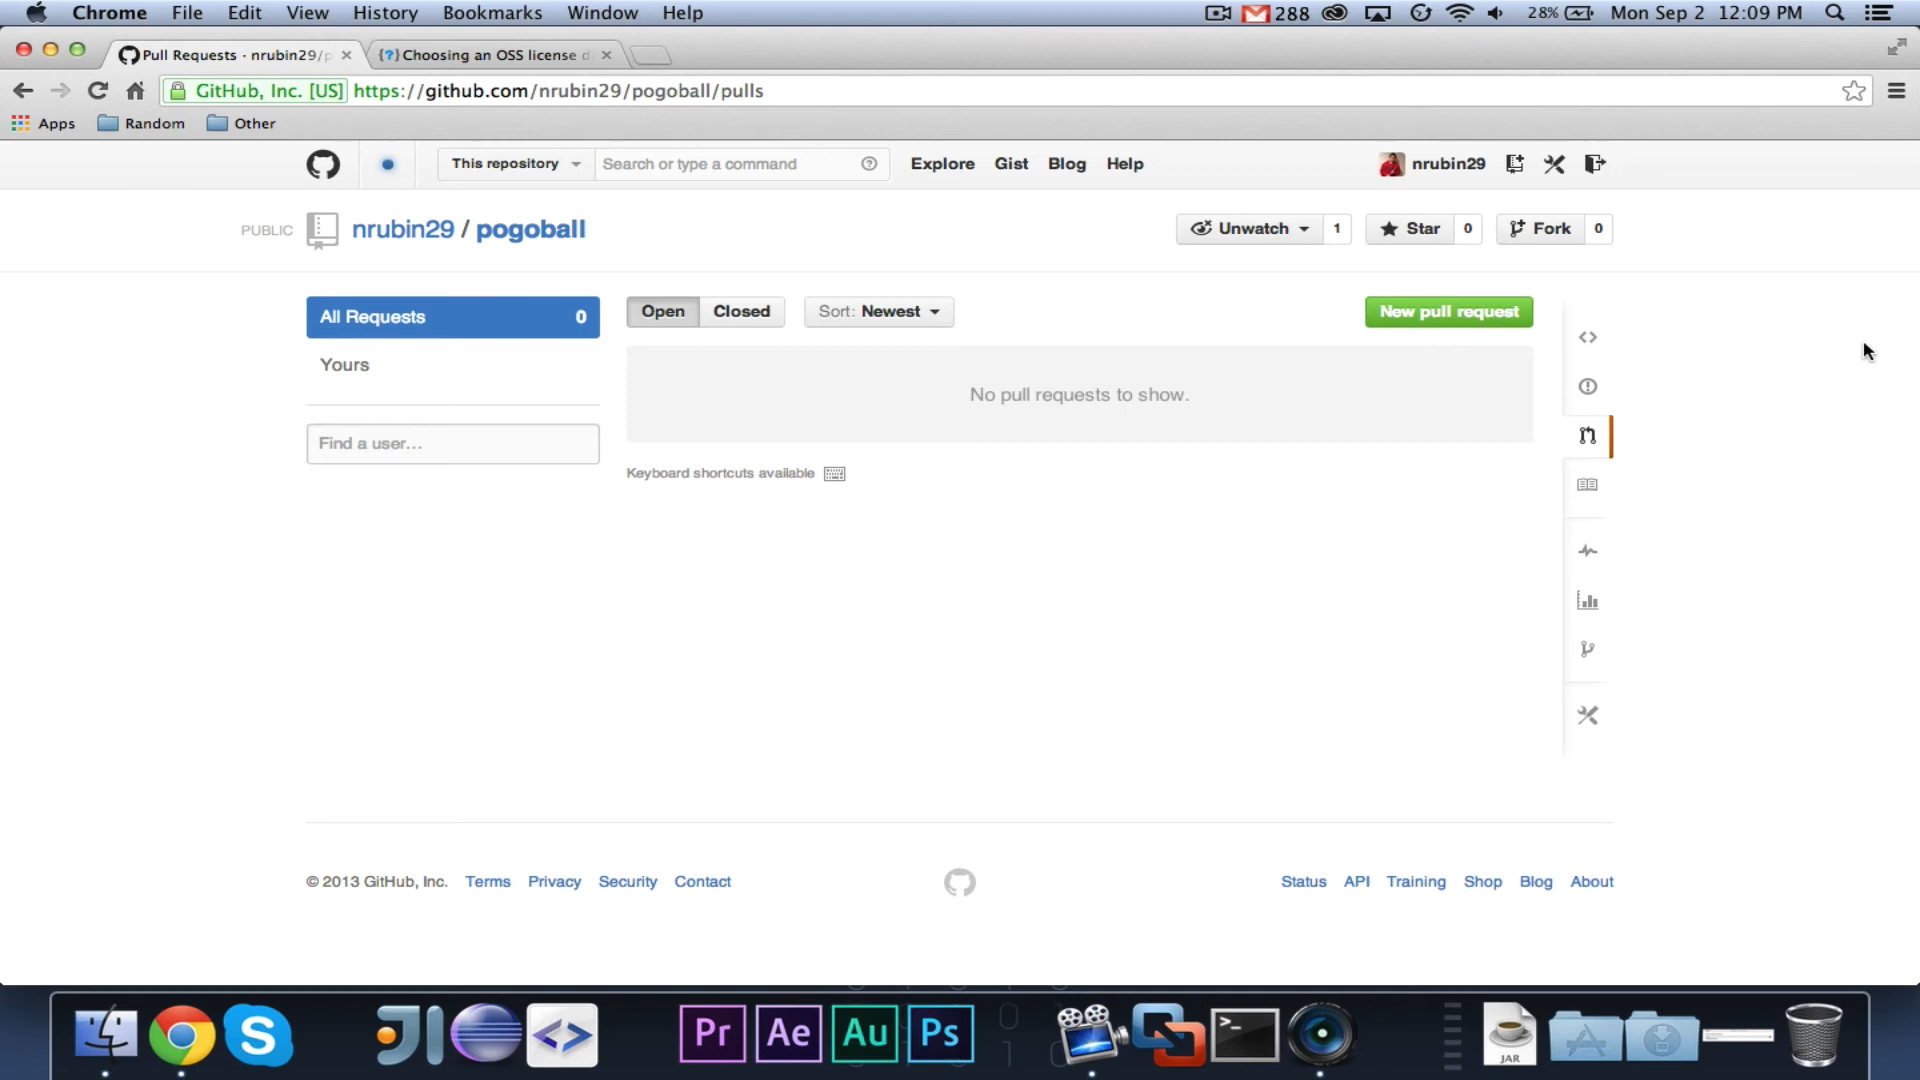 Chrome File Edit View History Bookmarks Window Help 288 28% Mon Sep 2 12:09 PM
Pull Requests · nrubin29/p {?} Choosing an OSS license d
GitHub, Inc. [US] https://github.com/nrubin29/pogoball/pulls
Apps Random Other
This repository Search or type a command Explore Gist Blog Help nrubin29
PUBLIC nrubin29 / pogoball Unwatch 1 Star 0 Fork 0
All Requests 0 Open Closed Sort: Newest New pull request
Yours
No pull requests to show.
Find a user...
Keyboard shortcuts available
© 2013 GitHub, Inc. Terms Privacy Security Contact Status API Training Shop Blog About
Pr Ae Au Ps
JAR